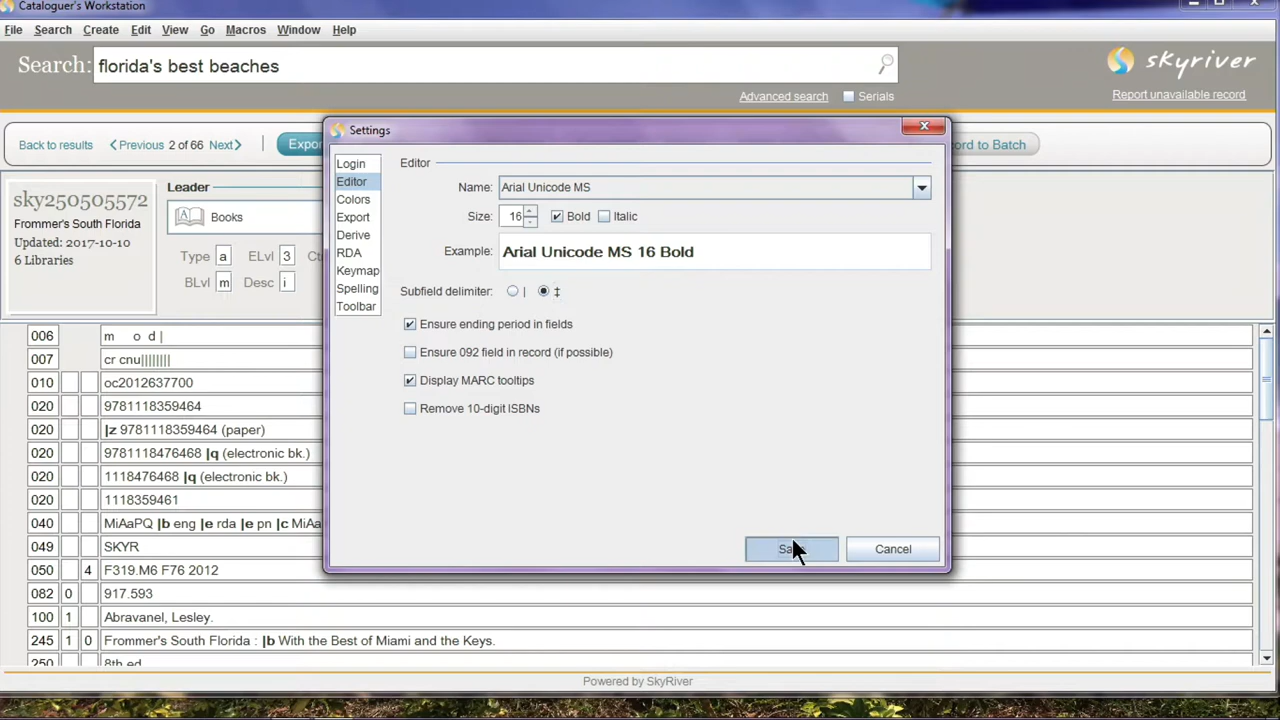 Cataloguer's Workstation
File Search Create Edit View Go Macros Window Help
Search: florida's best beaches
skyriver
Advanced search Serials
Report unavailable record
Back to results Previous 2 of 66 Next
sky250505572
Frommer's South Florida
Updated: 2017-10-10
6 Libraries
Leader
Books
Type a ELvl 3
BLvl m Desc i
Settings
Login
Editor
Colors
Export
Derive
RDA
Keymap
Spelling
Toolbar
Editor
Name: Arial Unicode MS
Size: 16 Bold Italic
Example: Arial Unicode MS 16 Bold
Subfield delimiter: | ‡
Ensure ending period in fields
Ensure 092 field in record (if possible)
Display MARC tooltips
Remove 10-digit ISBNs
Cancel
006 m o d |
007 cr cnu||||||||
010 oc2012637700
020 9781118359464
020 |z 9781118359464 (paper)
020 9781118476468 |q (electronic bk.)
020 1118476468 |q (electronic bk.)
020 1118359461
040 MiAaPQ |b eng |e rda |e pn |c
049 SKYR
050 4 F319.M6 F76 2012
082 0 917.593
100 1 Abravanel, Lesley.
245 1 0 Frommer's South Florida : |b With the Best of Miami and the Keys.
250 8th ed
Powered by SkyRiver